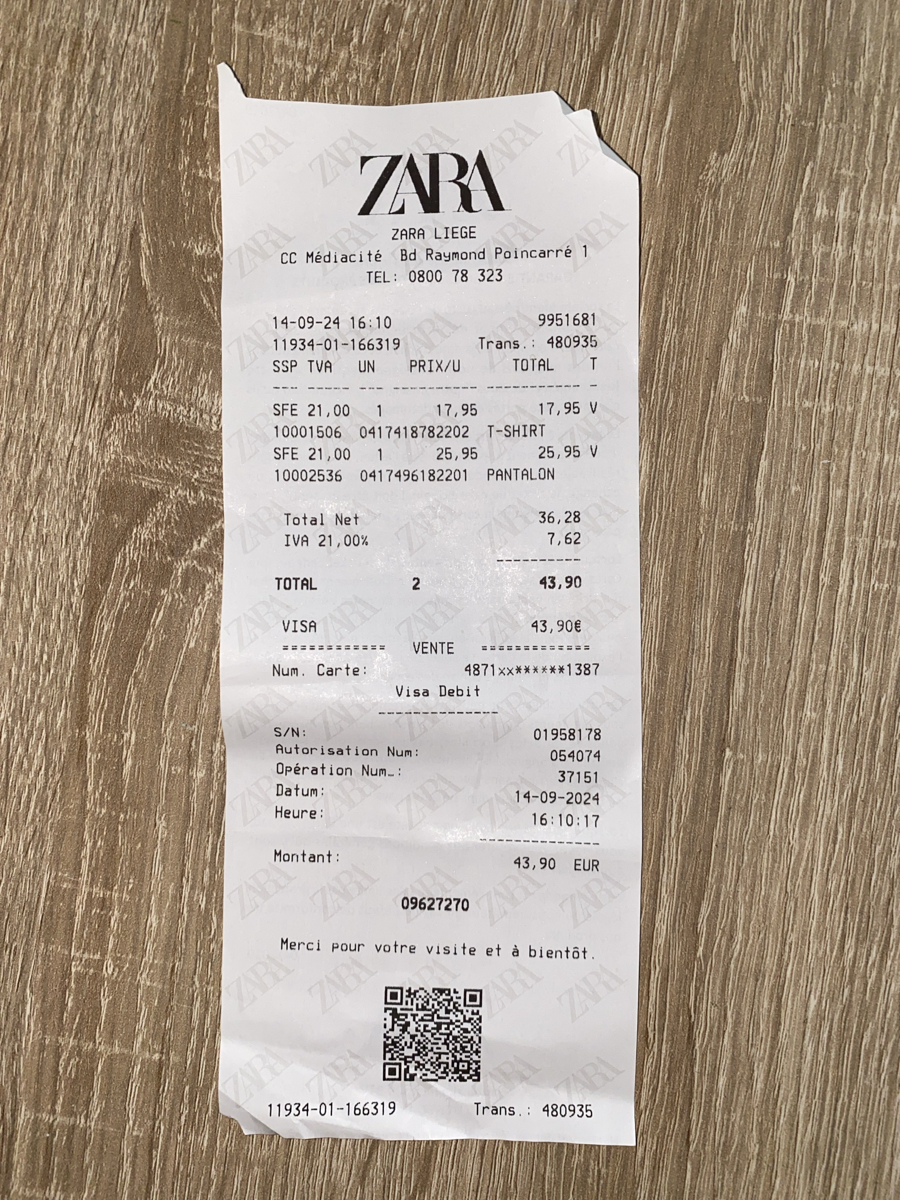 ZARA
ZARA LIEGE
CC Médiacité Bd Raymond Poincarré 1
TEL: 0800 78 323
14-09-24 16:10 9951681
11934-01-166319 Trans.: 480935
SSP TVA UN PRIX/U TOTAL T
--- ----- --- ---------- ----------- -
SFE 21,00 1 17,95 17,95 V
10001506 0417418782202 T-SHIRT
SFE 21,00 1 25,95 25,95 V
10002536 0417496182201 PANTALON
Total Net 36,28
IVA 21,00% 7,62
----------
TOTAL 2 43,90
VISA 43,90€
============ VENTE =============
Num. Carte: 4871xx******1387
Visa Debit
--------------
S/N: 01958178
Autorisation Num: 054074
Opération Num.: 37151
Datum: 14-09-2024
Heure: 16:10:17
--------------
Montant: 43,90 EUR
09627270
Merci pour votre visite et à bientôt.
11934-01-166319 Trans.: 480935